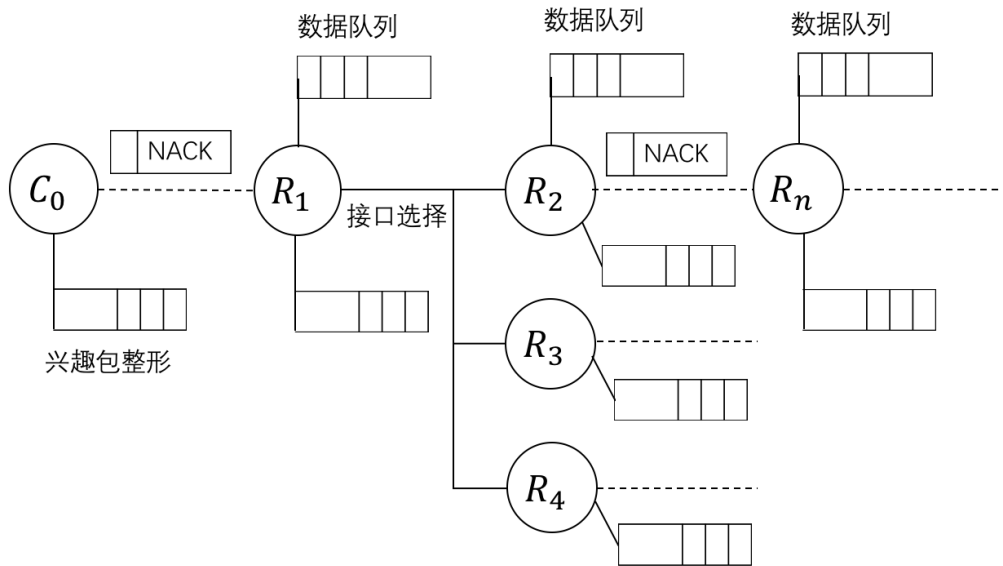 数据队列
数据队列
数据队列
NACK
NACK
C₀
R₁
R₂
Rₙ
接口选择
兴趣包整形
R₃
R₄